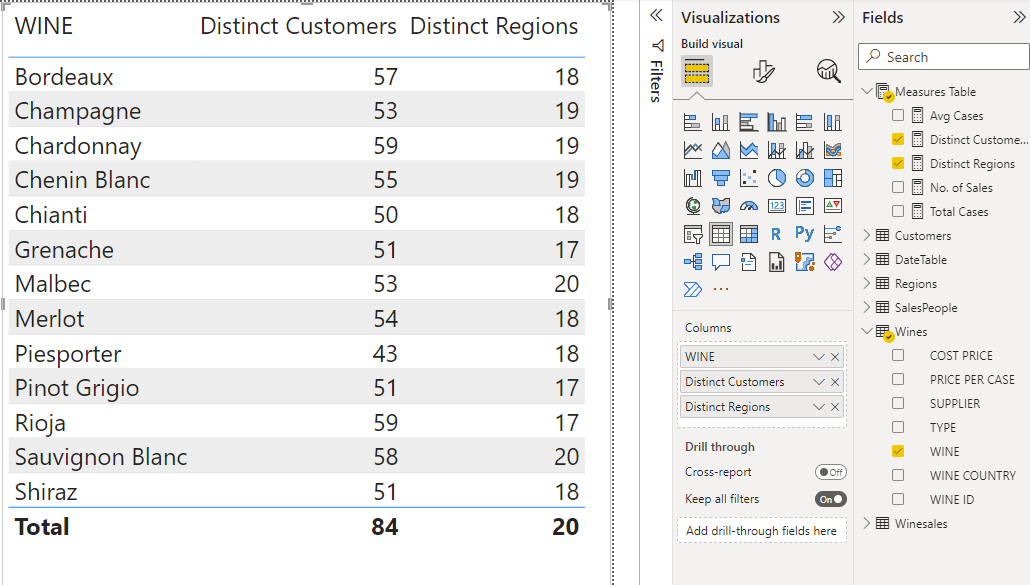 WINE Distinct Customers Distinct Regions
Bordeaux 57 18
Champagne 53 19
Chardonnay 59 19
Chenin Blanc 55 19
Chianti 50 18
Grenache 51 17
Malbec 53 20
Merlot 54 18
Piesporter 43 18
Pinot Grigio 51 17
Rioja 59 17
Sauvignon Blanc 58 20
Shiraz 51 18
Total 84 20
Filters
Visualizations
Build visual
123
R
Py
Columns
WINE
Distinct Customers
Distinct Regions
Drill through
Cross-report
Off
Keep all filters
On
Add drill-through fields here
Fields
Search
Measures Table
Avg Cases
Distinct Custome...
Distinct Regions
No. of Sales
Total Cases
Customers
DateTable
Regions
SalesPeople
Wines
COST PRICE
PRICE PER CASE
SUPPLIER
TYPE
WINE
WINE COUNTRY
WINE ID
Winesales